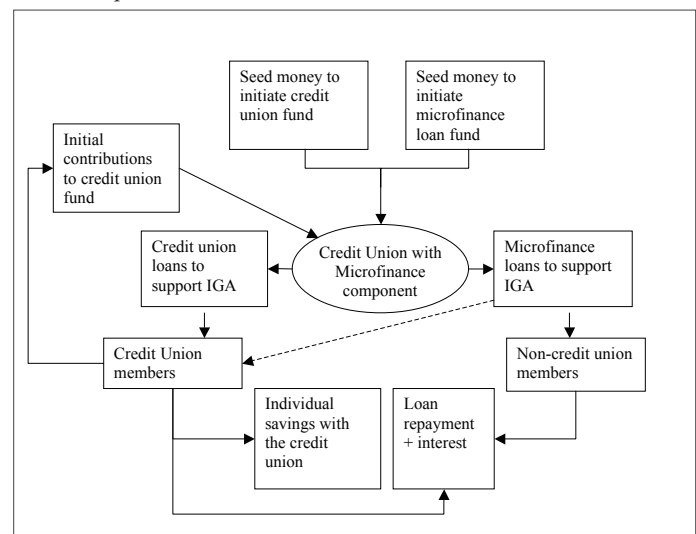 Seed money to
initiate credit
union fund
Seed money to
initiate
microfinance
loan fund
Initial
contributions
to credit union
fund
Credit union
loans to
support IGA
Credit Union with
Microfinance
component
Microfinance
loans to support
IGA
Credit Union
members
Non-credit union
members
Individual
savings with
the credit
union
Loan
repayment
+ interest